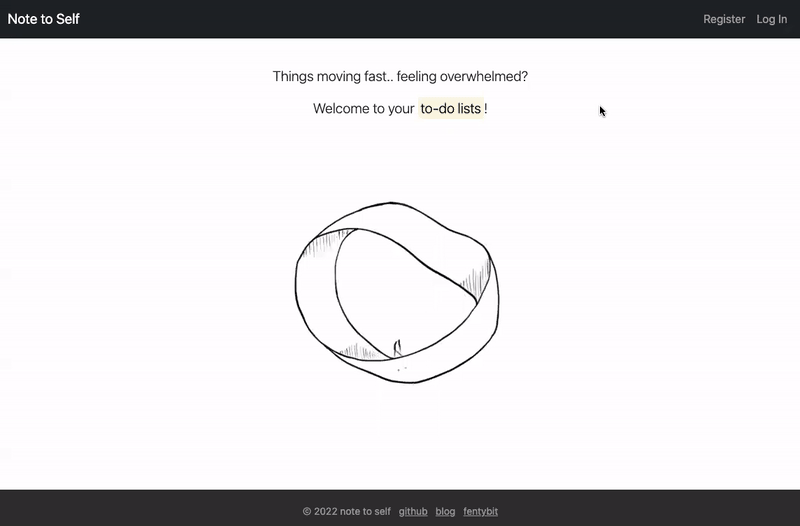 Note to Self Register Log In
Things moving fast.. feeling overwhelmed?
Welcome to your to-do lists !
© 2022 note to self github blog fentybit